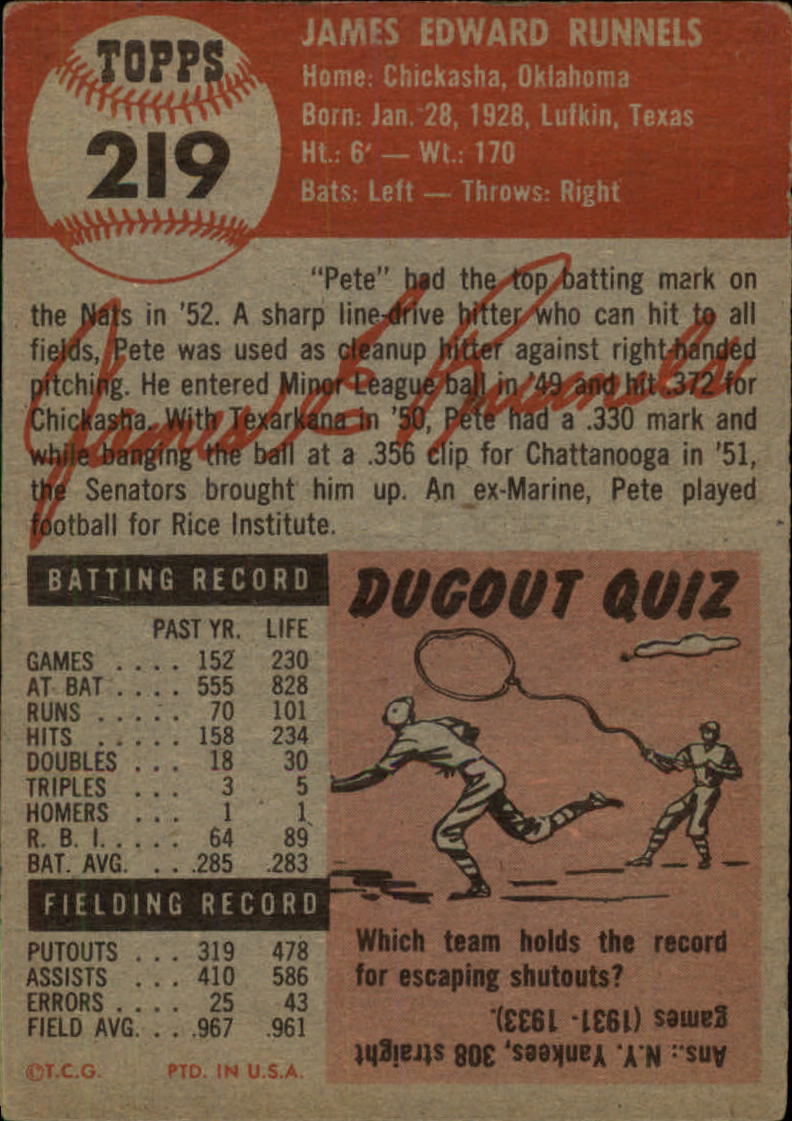 TOPPS
219
JAMES EDWARD RUNNELS
Home: Chickasha, Oklahoma
Born: Jan. 28, 1928, Lufkin, Texas
Ht.: 6' — Wt.: 170
Bats: Left — Throws: Right
"Pete" had the top batting mark on
the Nats in '52. A sharp line-drive hitter who can hit to all
fields, Pete was used as cleanup hitter against right-handed
pitching. He entered Minor League ball in '49 and hit .372 for
Chickasha. With Texarkana in '50, Pete had a .330 mark and
while banging the ball at a .356 clip for Chattanooga in '51,
the Senators brought him up. An ex-Marine, Pete played
football for Rice Institute.
James E Runnels
BATTING RECORD
PAST YR. LIFE
GAMES .... 152 230
AT BAT .... 555 828
RUNS ..... 70 101
HITS ..... 158 234
DOUBLES ... 18 30
TRIPLES ... 3 5
HOMERS ... 1 1
R. B. I. .... 64 89
BAT. AVG. ... .285 .283
FIELDING RECORD
PUTOUTS ... 319 478
ASSISTS ... 410 586
ERRORS .... 25 43
FIELD AVG. ... .967 .961
©T.C.G. PTD. IN U.S.A.
DUGOUT QUIZ
Which team holds the record
for escaping shutouts?
Ans.: N.Y. Yankees, 308 straight
games (1931- 1933).